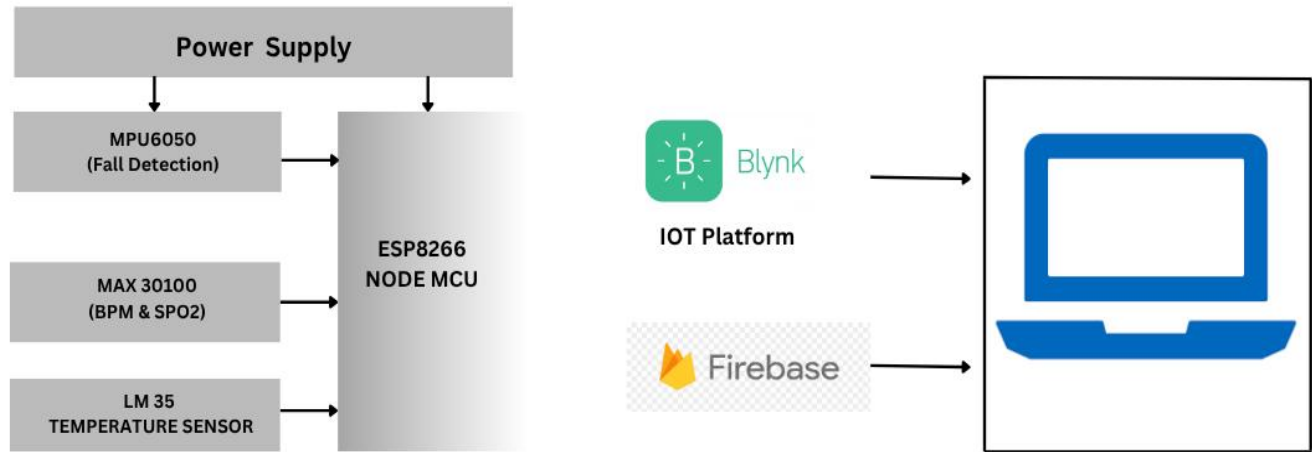 Power Supply
MPU6050
(Fall Detection)
ESP8266
NODE MCU
MAX 30100
(BPM & SPO2)
LM 35
TEMPERATURE SENSOR
B Blynk
IOT Platform
Firebase